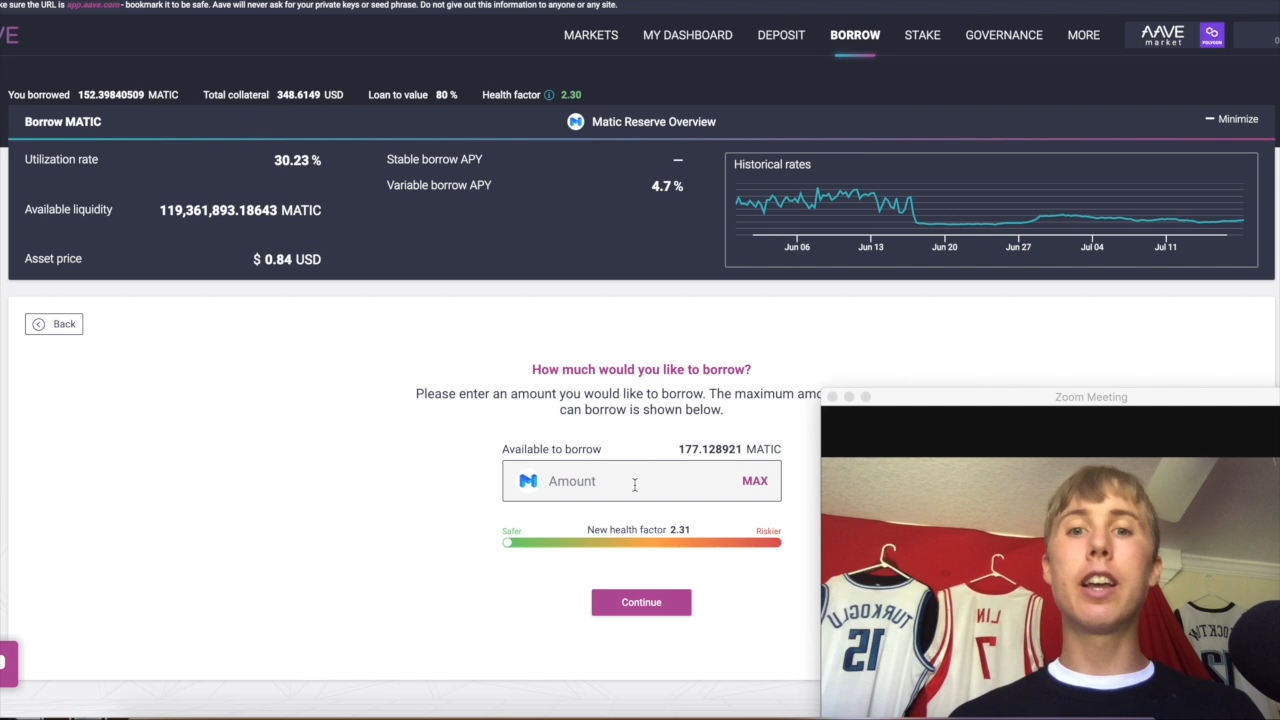 ke sure the URL is app.aave.com - bookmark it to be safe. Aave will never ask for your private keys or seed phrase. Do not give out this information to anyone or any site.
VE MARKETS MY DASHBOARD DEPOSIT BORROW STAKE GOVERNANCE MORE AAVE market POLYGON 0
You borrowed 152.39840509 MATIC Total collateral 348.6149 USD Loan to value 80 % Health factor 2.30
Borrow MATIC Matic Reserve Overview Minimize
Utilization rate 30.23 %
Available liquidity 119,361,893.18643 MATIC
Asset price $ 0.84 USD
Stable borrow APY —
Variable borrow APY 4.7 %
Historical rates
Jun 06 Jun 13 Jun 20 Jun 27 Jul 04 Jul 11
Back
How much would you like to borrow?
Please enter an amount you would like to borrow. The maximum amo
can borrow is shown below.
Available to borrow 177.128921 MATIC
Amount MAX
Safer New health factor 2.31 Riskier
Continue
Zoom Meeting
TURKOGLU
15
LIN
7